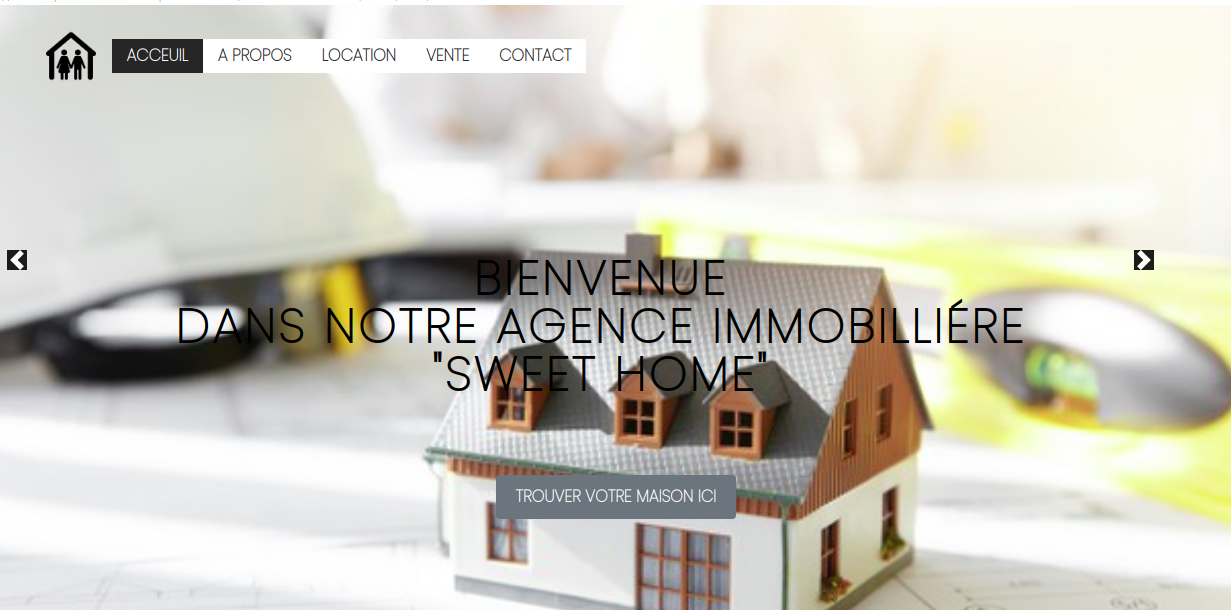 ACCEUIL A PROPOS LOCATION VENTE CONTACT
BIENVENUE
DANS NOTRE AGENCE IMMOBILLIÉRE
"SWEET HOME"
TROUVER VOTRE MAISON ICI